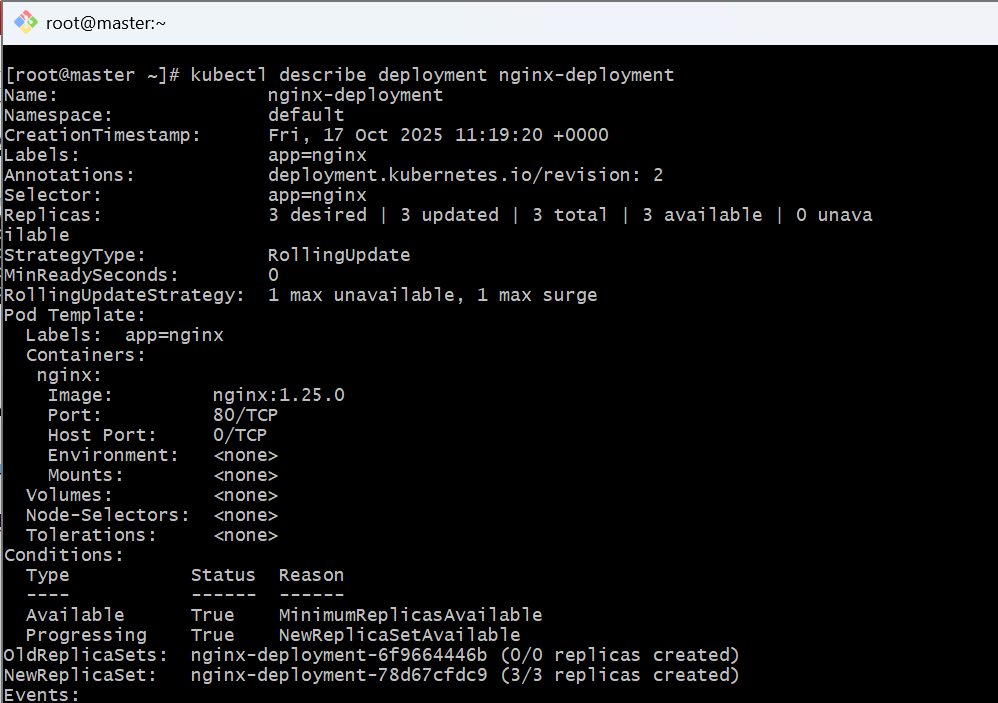 root@master:~
[root@master ~]# kubectl describe deployment nginx-deployment
Name:                   nginx-deployment
Namespace:              default
CreationTimestamp:      Fri, 17 Oct 2025 11:19:20 +0000
Labels:                 app=nginx
Annotations:            deployment.kubernetes.io/revision: 2
Selector:               app=nginx
Replicas:               3 desired | 3 updated | 3 total | 3 available | 0 unava
ilable
StrategyType:           RollingUpdate
MinReadySeconds:        0
RollingUpdateStrategy:  1 max unavailable, 1 max surge
Pod Template:
  Labels:  app=nginx
  Containers:
   nginx:
    Image:         nginx:1.25.0
    Port:          80/TCP
    Host Port:     0/TCP
    Environment:   <none>
    Mounts:        <none>
  Volumes:         <none>
  Node-Selectors:  <none>
  Tolerations:     <none>
Conditions:
  Type           Status  Reason
  ----           ------  ------
  Available      True    MinimumReplicasAvailable
  Progressing    True    NewReplicaSetAvailable
OldReplicaSets:  nginx-deployment-6f9664446b (0/0 replicas created)
NewReplicaSet:   nginx-deployment-78d67cfdc9 (3/3 replicas created)
Events: